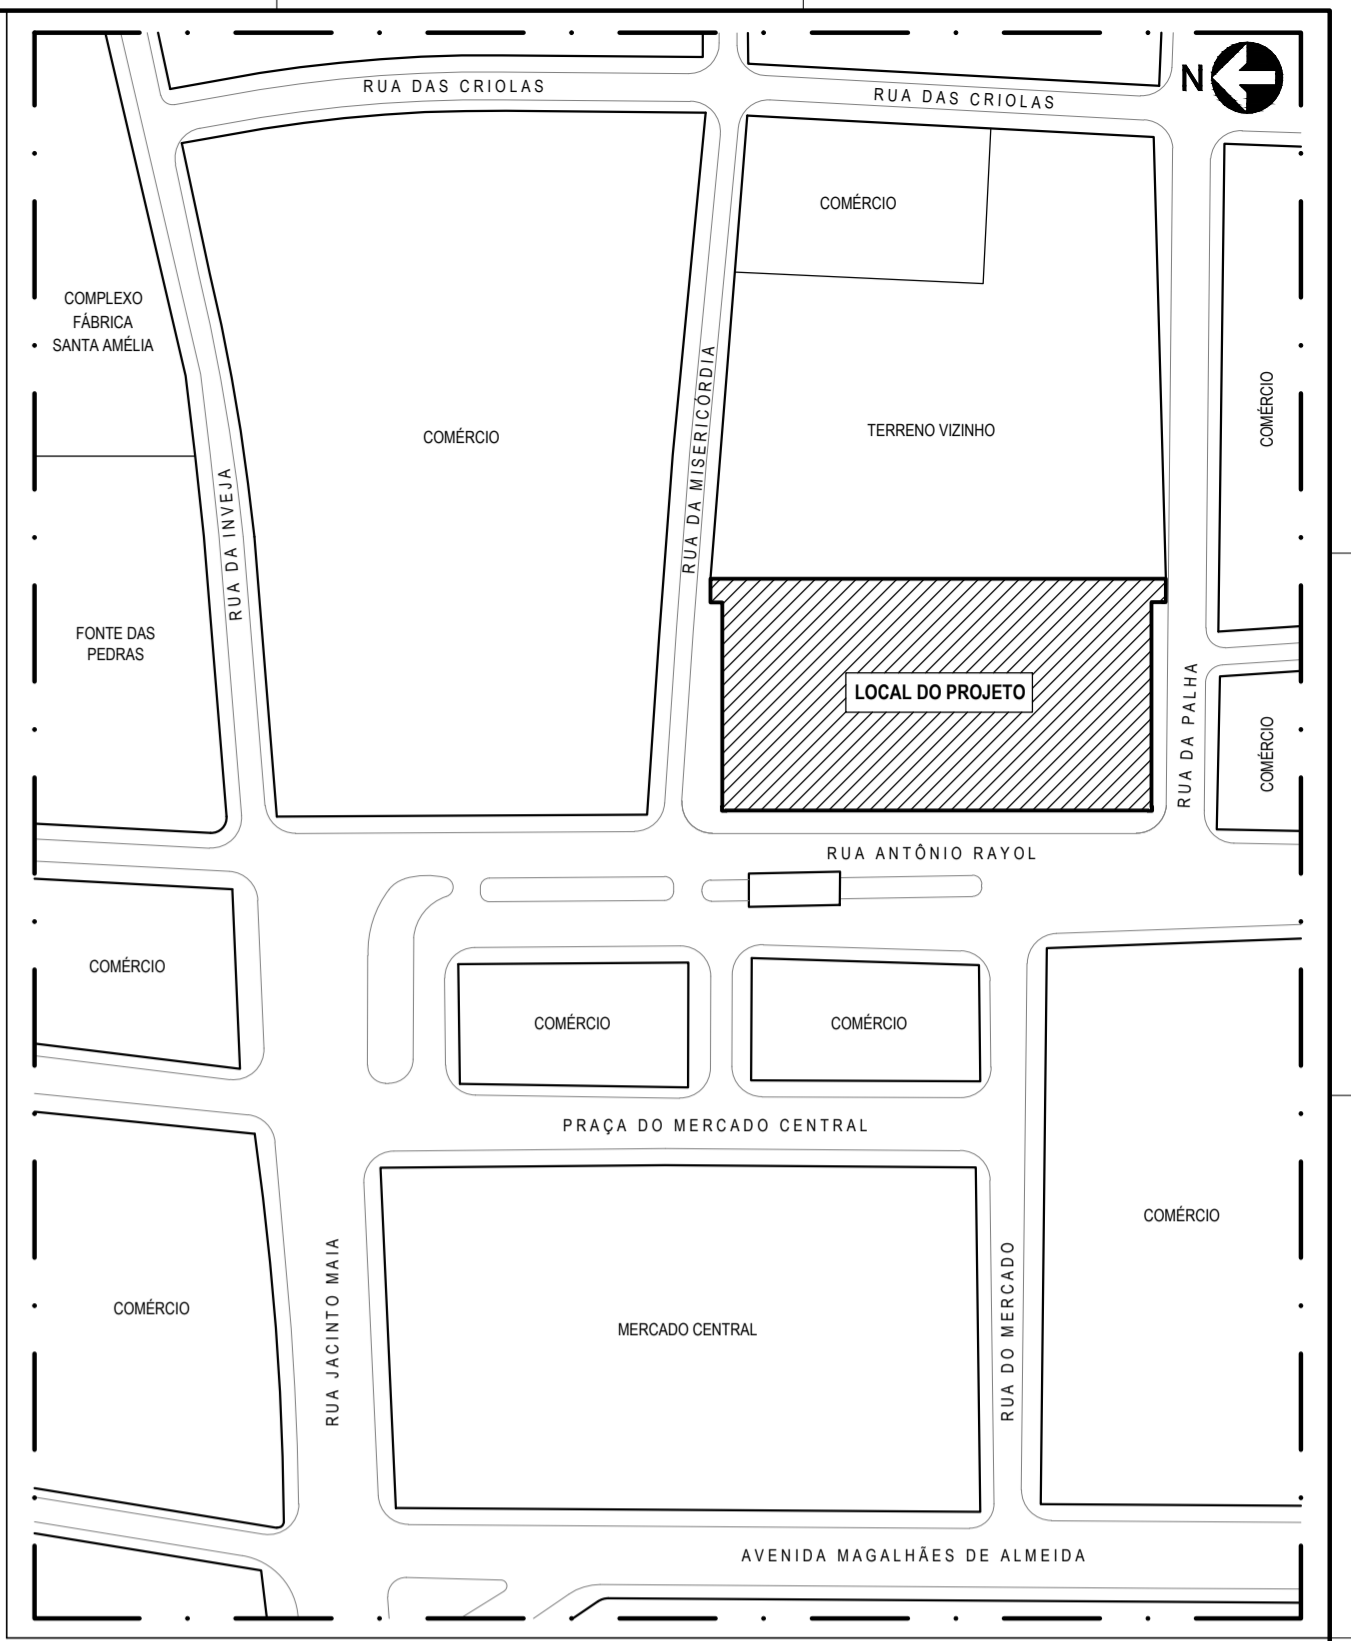 RUA DAS CRIOLAS
RUA DAS CRIOLAS
N
COMÉRCIO
COMPLEXO
FÁBRICA
SANTA AMÉLIA
COMÉRCIO
RUA DA MISERICÓRDIA
TERRENO VIZINHO
COMÉRCIO
RUA DA INVEJA
FONTE DAS
PEDRAS
LOCAL DO PROJETO
RUA DA PALHA
COMÉRCIO
RUA ANTÔNIO RAYOL
COMÉRCIO
COMÉRCIO
COMÉRCIO
PRAÇA DO MERCADO CENTRAL
COMÉRCIO
COMÉRCIO
RUA JACINTO MAIA
MERCADO CENTRAL
RUA DO MERCADO
AVENIDA MAGALHÃES DE ALMEIDA